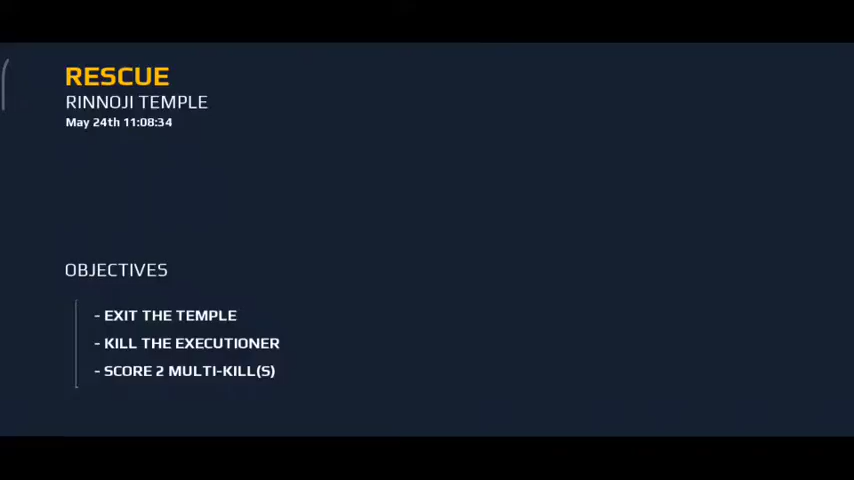 RESCUE
RINNOJI TEMPLE
May 24th 11:08:34
OBJECTIVES
- EXIT THE TEMPLE
- KILL THE EXECUTIONER
- SCORE 2 MULTI-KILL(S)